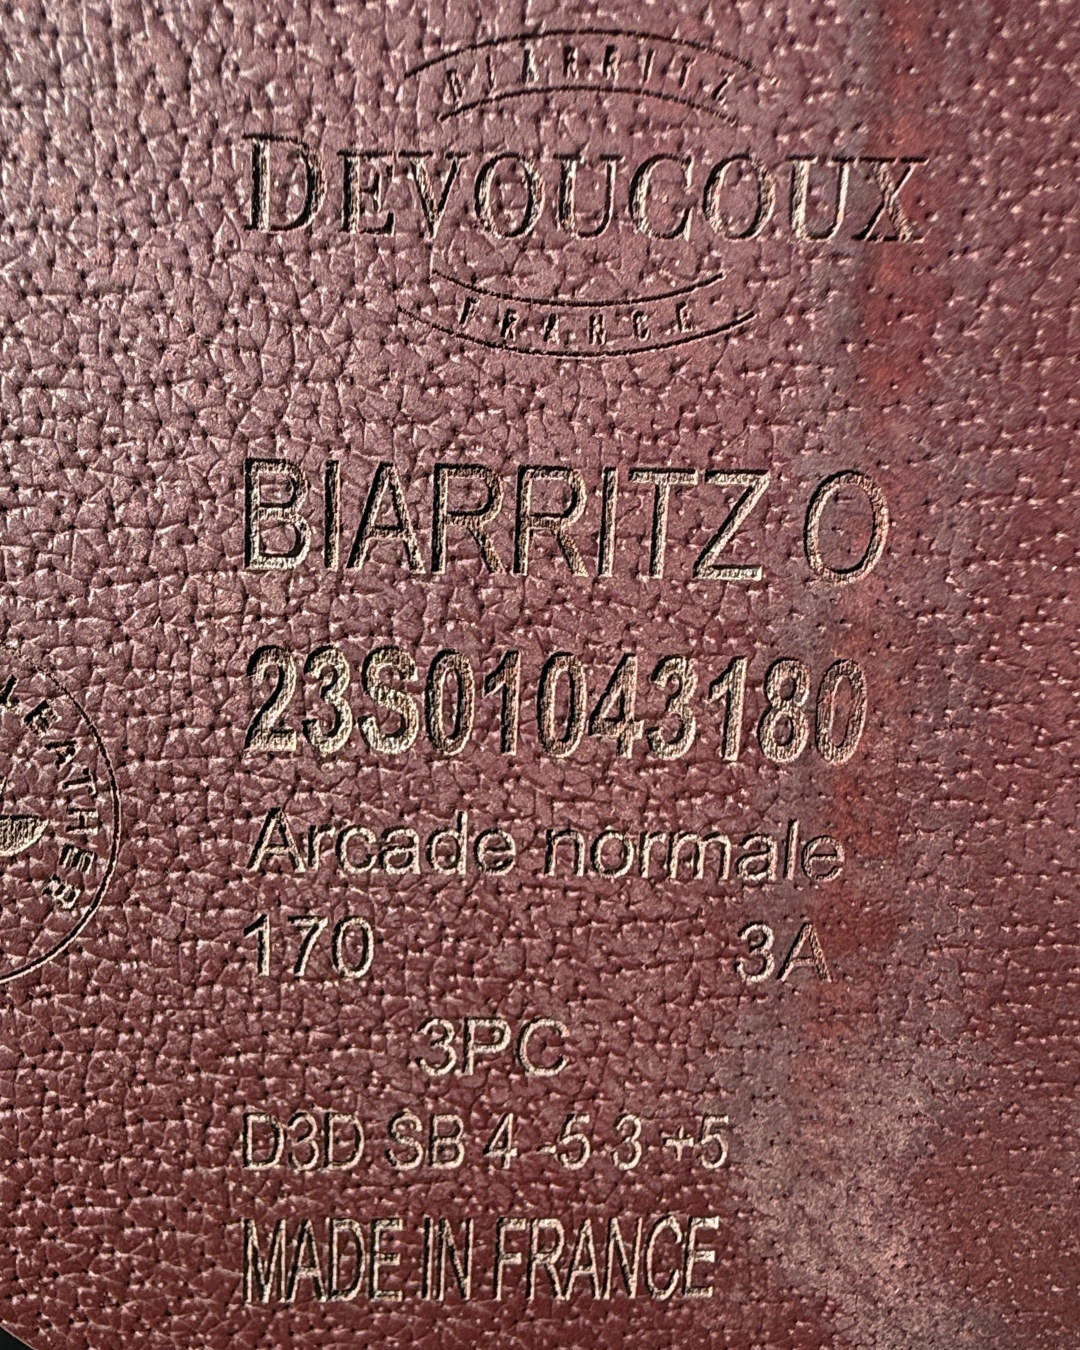 BIARRITZ
DEVOUCOUX
FRANCE
BIARRITZ O
23S01043180
LEATHER
Arcade normale
170 3A
3PC
D3D SB 4 -5 3 +5
MADE IN FRANCE